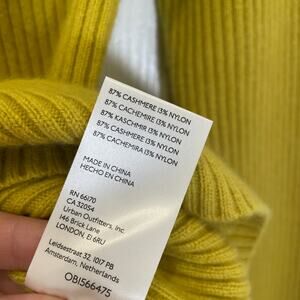 87% CASHMERE 13% NYLON
87% CACHEMIRE 13% NYLON
87% KASCHMIR 13% NYLON
87% CASHMERE 13% NYLON
87% CACHEMIRA 13% NYLON
MADE IN CHINA
HECHO EN CHINA
RN 66170
CA 32054
Urban Outfitters, Inc.
146 Brick Lane
LONDON: E1 6RU
Leidsestraat 32, 1017 PB
Amsterdam, Netherlands
OB1566475